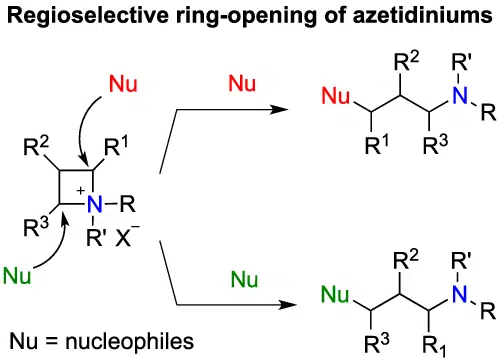 Regioselective ring-opening of azetidiniums
Nu
Nu
R²
R¹
+
N
R
R³
R' X⁻
Nu
R²
R'
Nu
N
R
R¹
R³
Nu
R²
R'
Nu
N
R
R³
R₁
Nu = nucleophiles